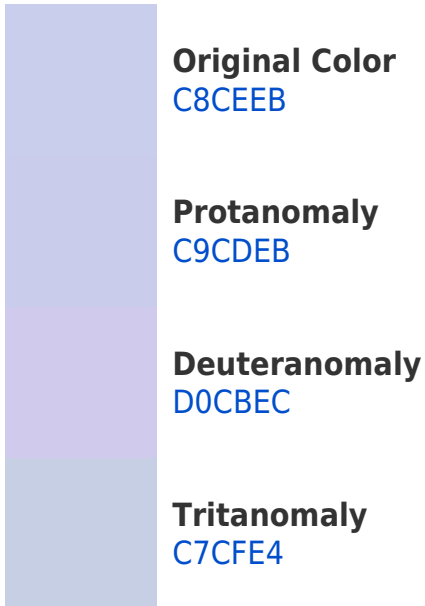 Original Color
C8CEEB
Protanomaly
C9CDEB
Deuteranomaly
D0CBEC
Tritanomaly
C7CFE4